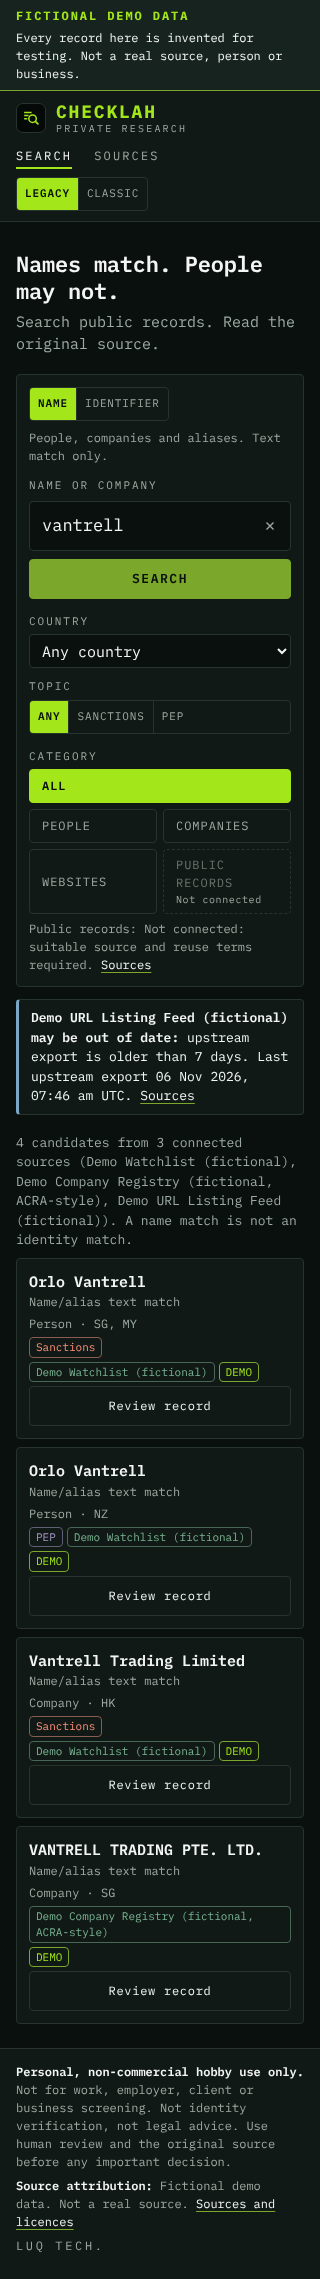 FICTIONAL DEMO DATA
Every record here is invented for
testing. Not a real source, person or
business.
CHECKLAH
PRIVATE RESEARCH
SEARCH SOURCES
LEGACY CLASSIC
Names match. People
may not.
Search public records. Read the
original source.
NAME IDENTIFIER
People, companies and aliases. Text
match only.
NAME OR COMPANY
vantrell ×
SEARCH
COUNTRY
Any country
TOPIC
ANY SANCTIONS PEP
CATEGORY
ALL
PEOPLE COMPANIES
WEBSITES PUBLIC
RECORDS
Not connected
Public records: Not connected:
suitable source and reuse terms
required. Sources
Demo URL Listing Feed (fictional)
may be out of date: upstream
export is older than 7 days. Last
upstream export 06 Nov 2026,
07:46 am UTC. Sources
4 candidates from 3 connected
sources (Demo Watchlist (fictional),
Demo Company Registry (fictional,
ACRA-style), Demo URL Listing Feed
(fictional)). A name match is not an
identity match.
Orlo Vantrell
Name/alias text match
Person · SG, MY
Sanctions
Demo Watchlist (fictional) DEMO
Review record
Orlo Vantrell
Name/alias text match
Person · NZ
PEP Demo Watchlist (fictional)
DEMO
Review record
Vantrell Trading Limited
Name/alias text match
Company · HK
Sanctions
Demo Watchlist (fictional) DEMO
Review record
VANTRELL TRADING PTE. LTD.
Name/alias text match
Company · SG
Demo Company Registry (fictional,
ACRA-style)
DEMO
Review record
Personal, non-commercial hobby use only.
Not for work, employer, client or
business screening. Not identity
verification, not legal advice. Use
human review and the original source
before any important decision.
Source attribution: Fictional demo
data. Not a real source. Sources and
licences
LUQ TECH.